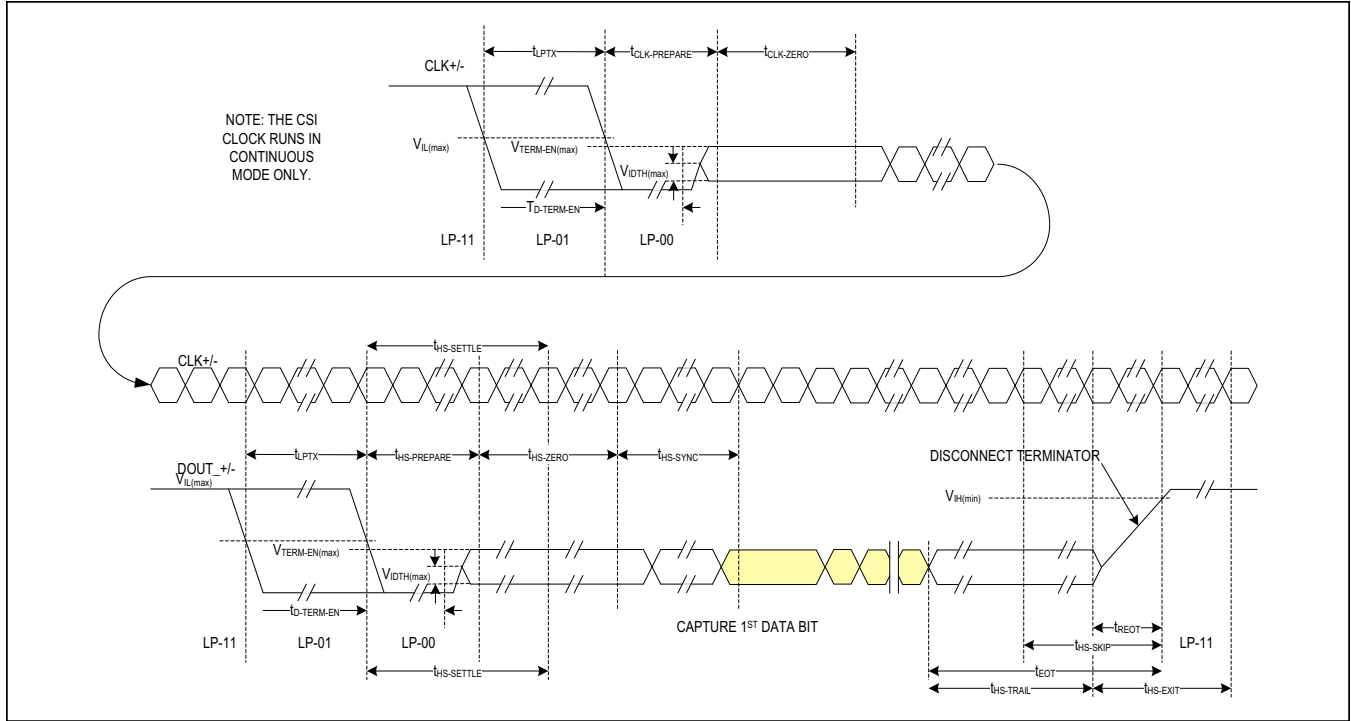 tLPTX
tCLK-PREPARE
tCLK-ZERO
CLK+/-
NOTE: THE CSI
CLOCK RUNS IN
CONTINUOUS
MODE ONLY.
VIL(max)
VTERM-EN(max)
VIDTH(max)
TD-TERM-EN
LP-11
LP-01
LP-00
CLK+/-
tHS-SETTLE
tLPTX
tHS-PREPARE
tHS-ZERO
tHS-SYNC
DOUT_+/-
VIL(max)
DISCONNECT TERMINATOR
VIH(min)
VTERM-EN(max)
VIDTH(max)
tD-TERM-EN
CAPTURE 1ST DATA BIT
LP-11
LP-01
LP-00
tREOT
LP-11
tHS-SKIP
tHS-SETTLE
tEOT
tHS-TRAIL
tHS-EXIT